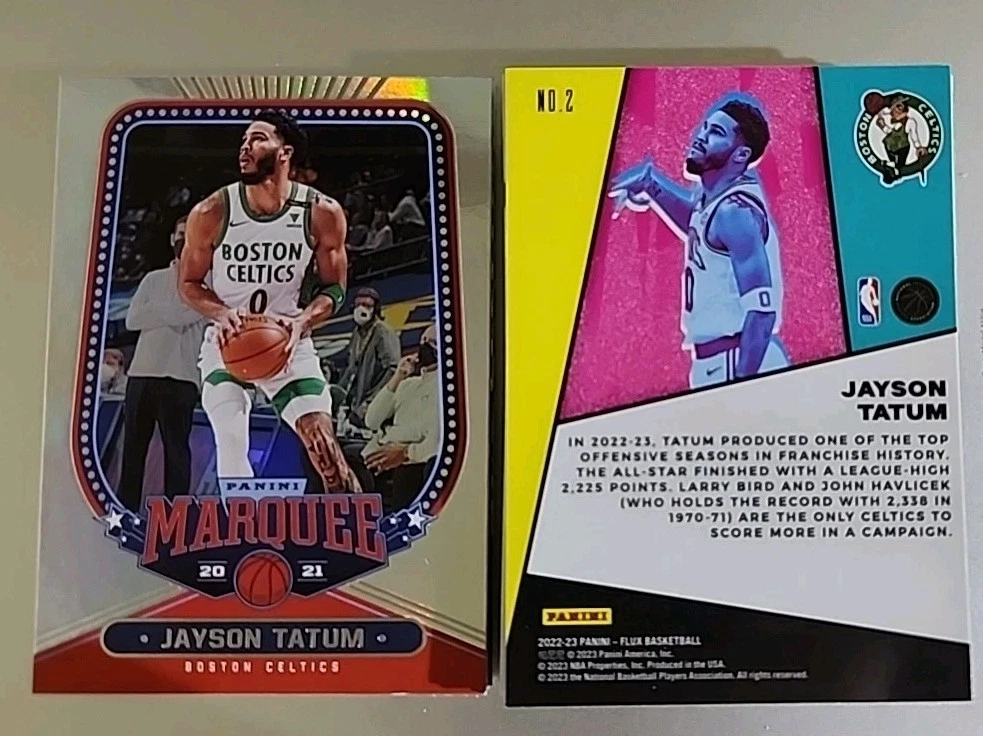 BOSTON
CELTICS
0
PANINI
MARQUEE
20 21
JAYSON TATUM
BOSTON CELTICS
NO.2
BOSTON CELTICS
0
JAYSON
TATUM
IN 2022-23, TATUM PRODUCED ONE OF THE TOP
OFFENSIVE SEASONS IN FRANCHISE HISTORY.
THE ALL-STAR FINISHED WITH A LEAGUE-HIGH
2,225 POINTS. LARRY BIRD AND JOHN HAVLICEK
(WHO HOLDS THE RECORD WITH 2,338 IN
1970-71) ARE THE ONLY CELTICS TO
SCORE MORE IN A CAMPAIGN.
PANINI
2022-23 PANINI – FLUX BASKETBALL
© 2023 Panini America, Inc.
© 2023 NBA Properties, Inc. Produced in the USA.
© 2023 the National Basketball Players Association. All rights reserved.